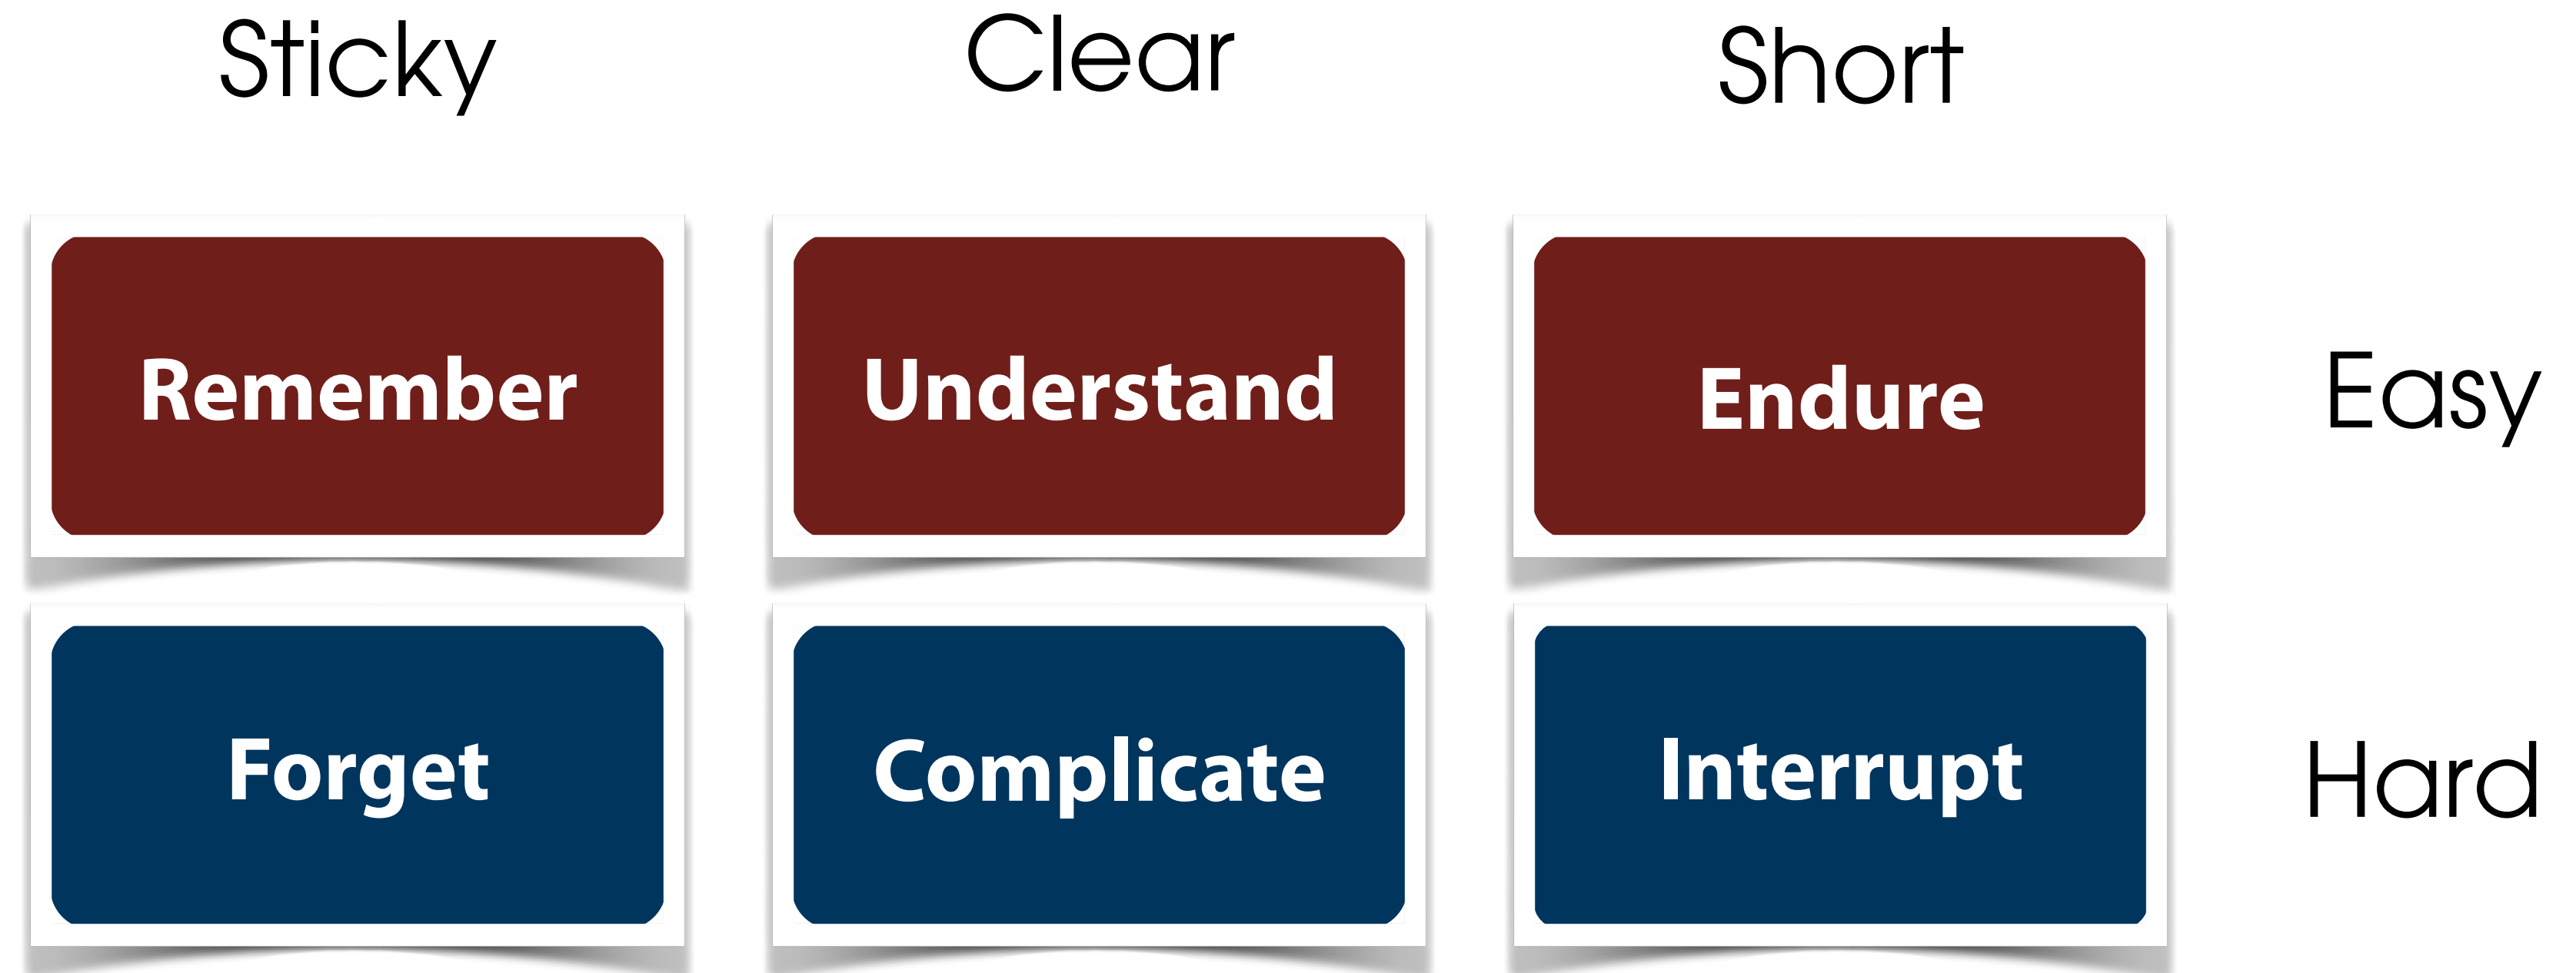 Sticky Clear Short
Remember Understand Endure Easy
Forget Complicate Interrupt Hard